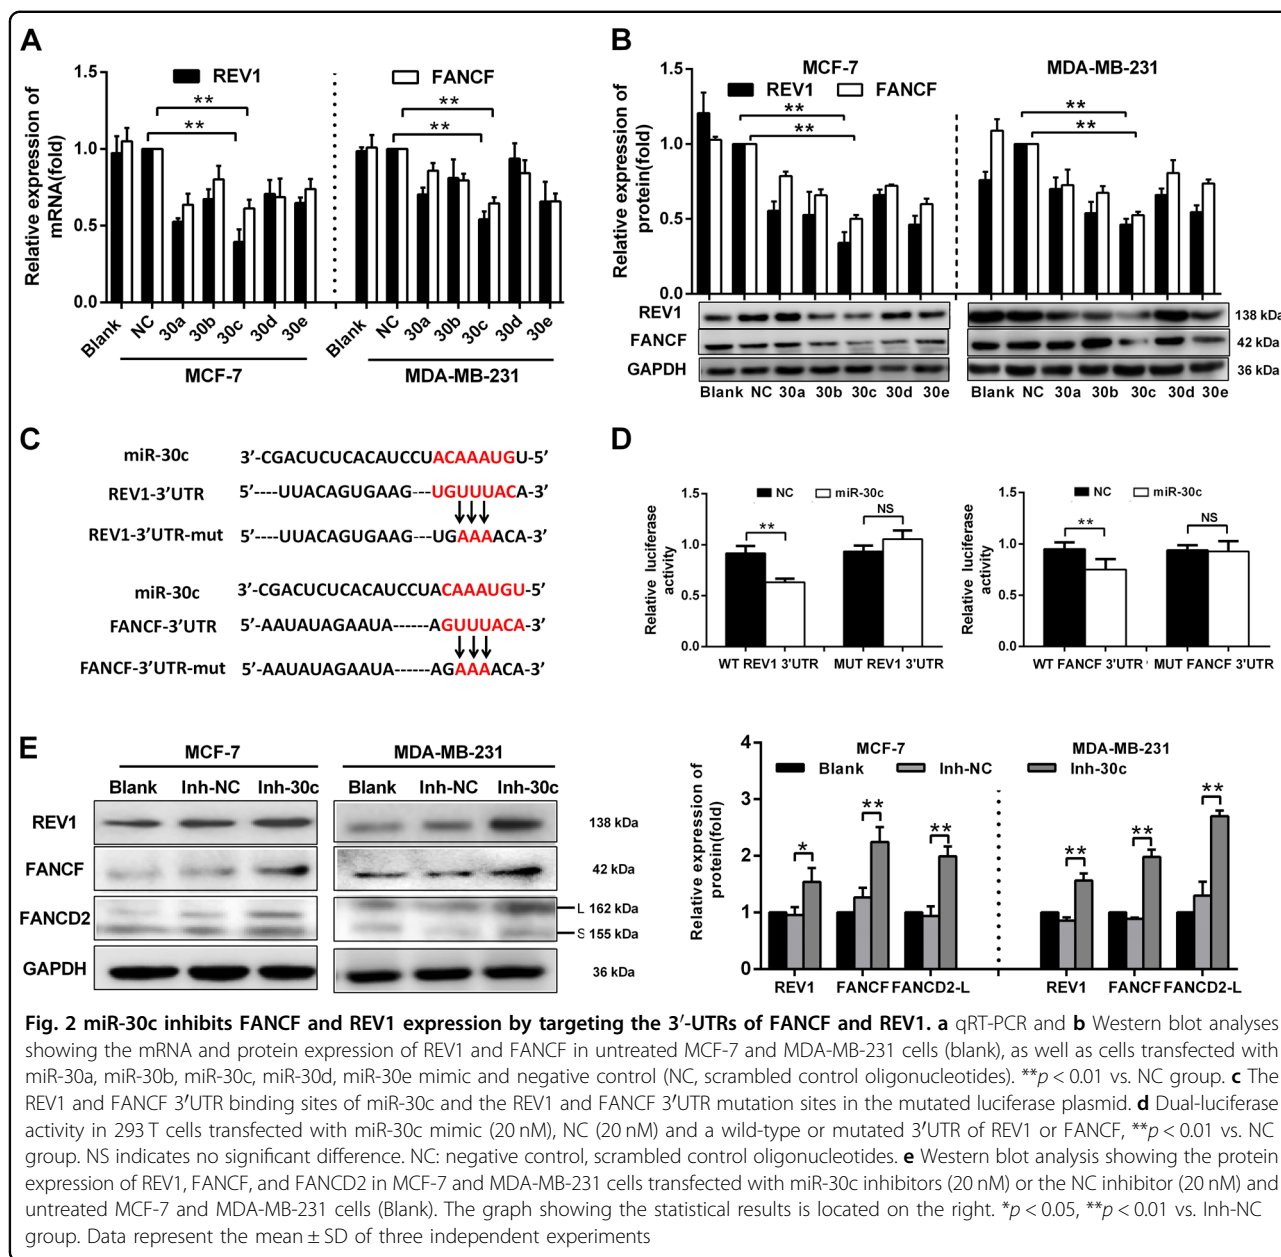 A
REV1 FANCF
Relative expression of
mRNA(fold)
1.5
1.0
0.5
0.0
**
**
**
**
Blank NC 30a 30b 30c 30d 30e Blank NC 30a 30b 30c 30d 30e
MCF-7 MDA-MB-231
B
MCF-7 MDA-MB-231
REV1 FANCF
Relative expression of
protein(fold)
1.5
1.0
0.5
0.0
**
**
**
**
REV1 138 kDa
FANCF 42 kDa
GAPDH 36 kDa
Blank NC 30a 30b 30c 30d 30e Blank NC 30a 30b 30c 30d 30e
C
miR-30c 3’-CGACUCUCACAUCCUACAAAUGU-5’
REV1-3’UTR 5’----UUACAGUGAAG---UGUUUACA-3’
REV1-3’UTR-mut 5’----UUACAGUGAAG---UGAAAACA-3’
miR-30c 3’-CGACUCUCACAUCCUACAAAUGU-5’
FANCF-3’UTR 5’-AAUAUAGAAUA------AGUUUACA-3’
FANCF-3’UTR-mut 5’-AAUAUAGAAUA------AGAAAACA-3’
D
NC miR-30c
Relative luciferase
activity
1.5
1.0
0.5
0.0
**
NS
WT REV1 3'UTR MUT REV1 3'UTR
NC miR-30c
Relative luciferase
activity
1.5
1.0
0.5
0.0
**
NS
WT FANCF 3'UTR MUT FANCF 3'UTR
E
MCF-7 MDA-MB-231
Blank Inh-NC Inh-30c Blank Inh-NC Inh-30c
REV1 138 kDa
FANCF 42 kDa
FANCD2 L 162 kDa
S 155 kDa
GAPDH 36 kDa
MCF-7 MDA-MB-231
Blank Inh-NC Inh-30c
Relative expression of
protein(fold)
4
3
2
1
0
*
**
**
**
**
**
REV1 FANCF FANCD2-L REV1 FANCF FANCD2-L
Fig. 2 miR-30c inhibits FANCF and REV1 expression by targeting the 3′-UTRs of FANCF and REV1. a qRT-PCR and b Western blot analyses
showing the mRNA and protein expression of REV1 and FANCF in untreated MCF-7 and MDA-MB-231 cells (blank), as well as cells transfected with
miR-30a, miR-30b, miR-30c, miR-30d, miR-30e mimic and negative control (NC, scrambled control oligonucleotides). **p < 0.01 vs. NC group. c The
REV1 and FANCF 3′UTR binding sites of miR-30c and the REV1 and FANCF 3′UTR mutation sites in the mutated luciferase plasmid. d Dual-luciferase
activity in 293 T cells transfected with miR-30c mimic (20 nM), NC (20 nM) and a wild-type or mutated 3′UTR of REV1 or FANCF, **p < 0.01 vs. NC
group. NS indicates no significant difference. NC: negative control, scrambled control oligonucleotides. e Western blot analysis showing the protein
expression of REV1, FANCF, and FANCD2 in MCF-7 and MDA-MB-231 cells transfected with miR-30c inhibitors (20 nM) or the NC inhibitor (20 nM) and
untreated MCF-7 and MDA-MB-231 cells (Blank). The graph showing the statistical results is located on the right. *p < 0.05, **p < 0.01 vs. Inh-NC
group. Data represent the mean ± SD of three independent experiments